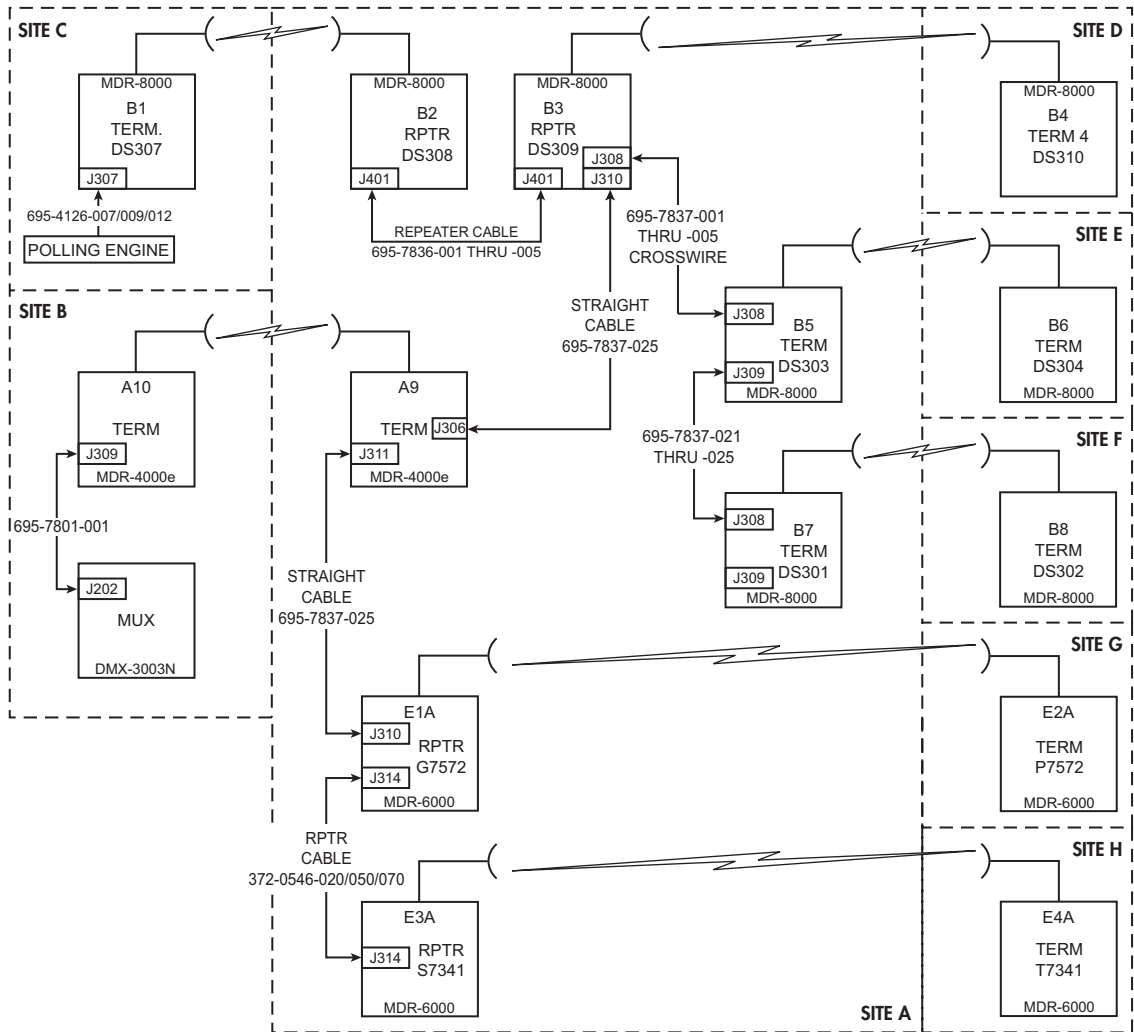 SITE C
MDR-8000
B1
TERM.
DS307
J307
695-4126-007/009/012
POLLING ENGINE
MDR-8000
B2
RPTR
DS308
J401
REPEATER CABLE
695-7836-001 THRU -005
MDR-8000
B3
RPTR
DS309
J308
J401
J310
695-7837-001
THRU -005
CROSSWIRE
STRAIGHT
CABLE
695-7837-025
SITE D
MDR-8000
B4
TERM 4
DS310
SITE E
J308
B5
TERM
DS303
J309
MDR-8000
B6
TERM
DS304
MDR-8000
SITE B
A10
TERM
J309
MDR-4000e
695-7801-001
J202
MUX
DMX-3003N
A9
TERM
J306
J311
MDR-4000e
STRAIGHT
CABLE
695-7837-025
695-7837-021
THRU -025
SITE F
J308
B7
TERM
DS301
J309
MDR-8000
B8
TERM
DS302
MDR-8000
SITE G
E1A
J310
RPTR
G7572
J314
MDR-6000
E2A
TERM
P7572
MDR-6000
RPTR
CABLE
372-0546-020/050/070
SITE H
E3A
J314
RPTR
S7341
MDR-6000
E4A
TERM
T7341
MDR-6000
SITE A